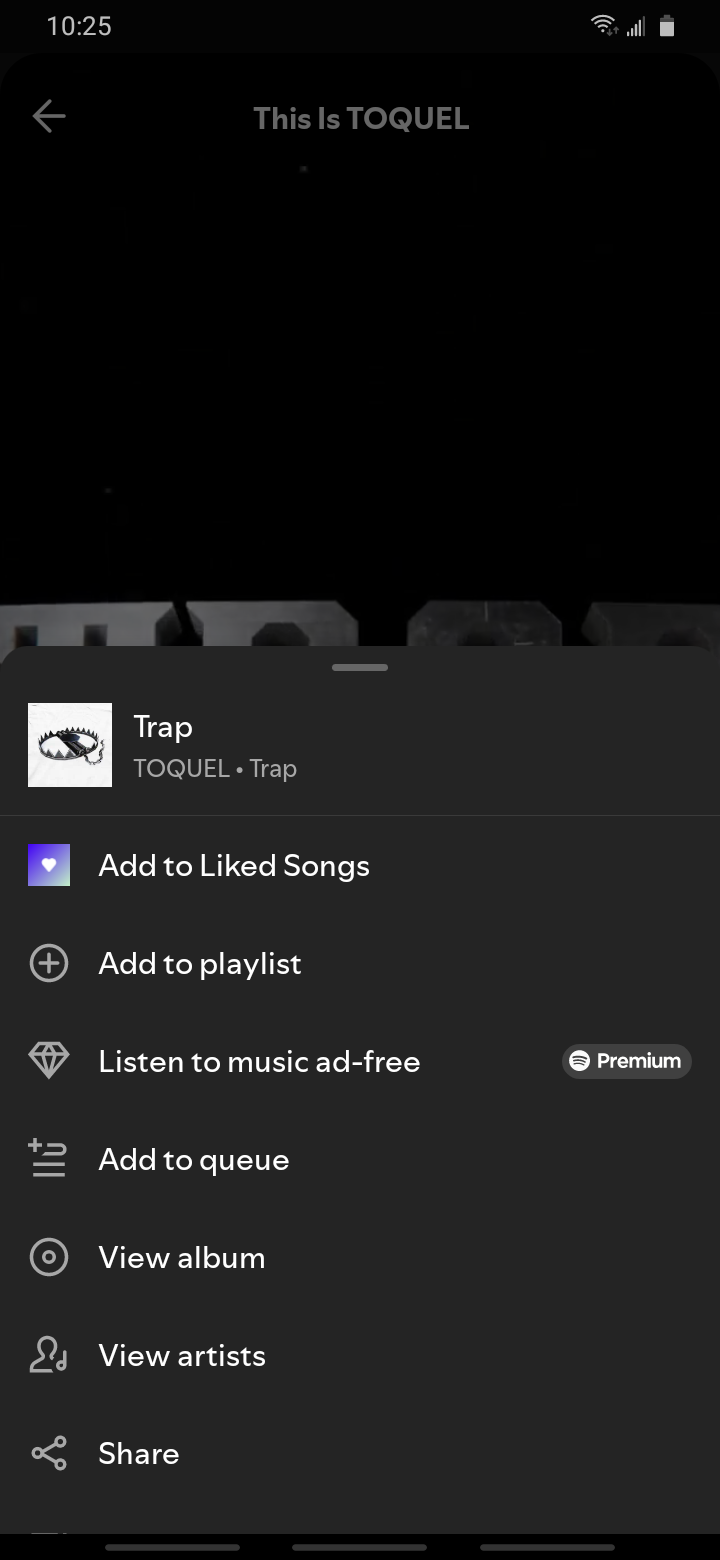 10:25
This Is TOQUEL
Trap
TOQUEL • Trap
Add to Liked Songs
Add to playlist
Listen to music ad-free
Premium
Add to queue
View album
View artists
Share